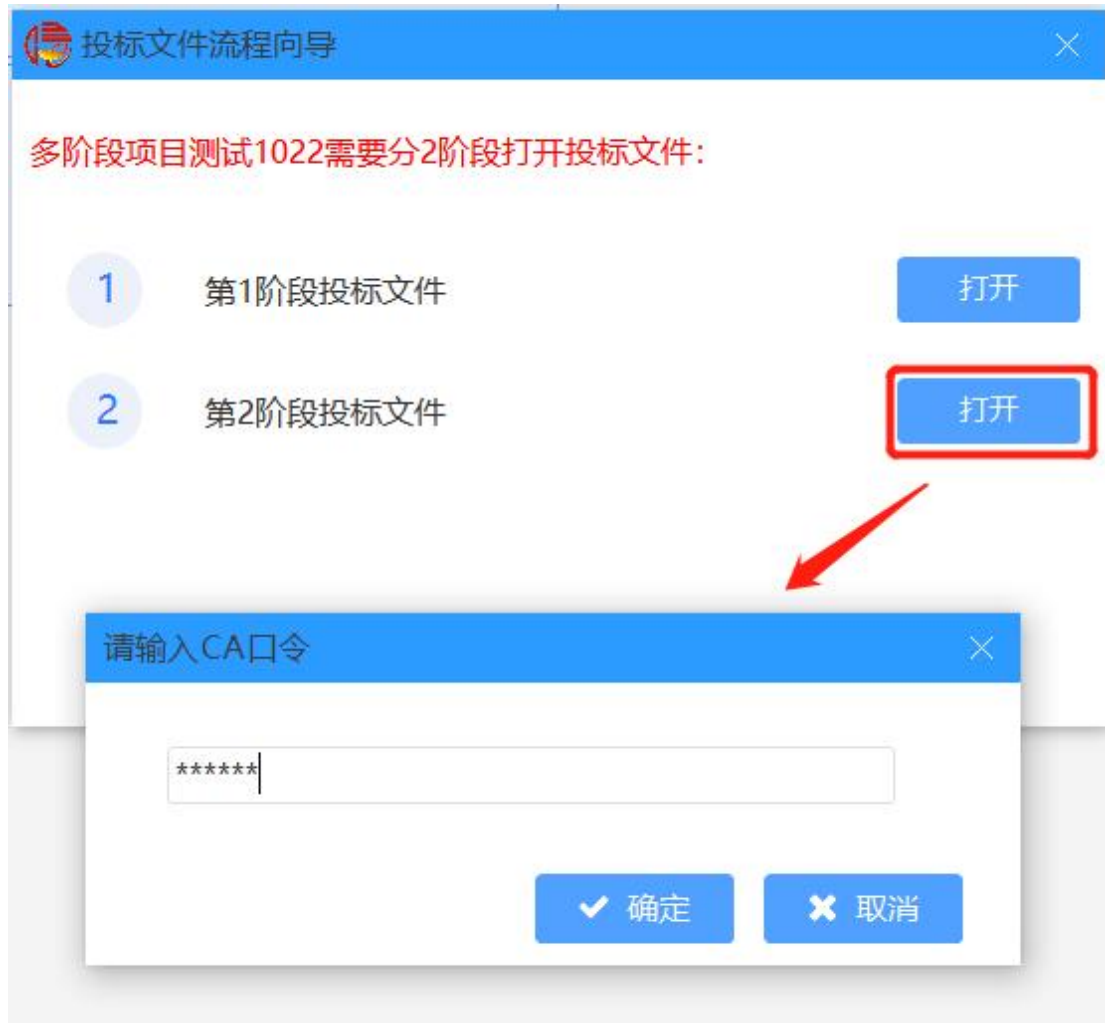 投标文件流程向导
多阶段项目测试1022需要分2阶段打开投标文件：
1 第1阶段投标文件 打开
2 第2阶段投标文件 打开
请输入CA口令
******
确定 取消